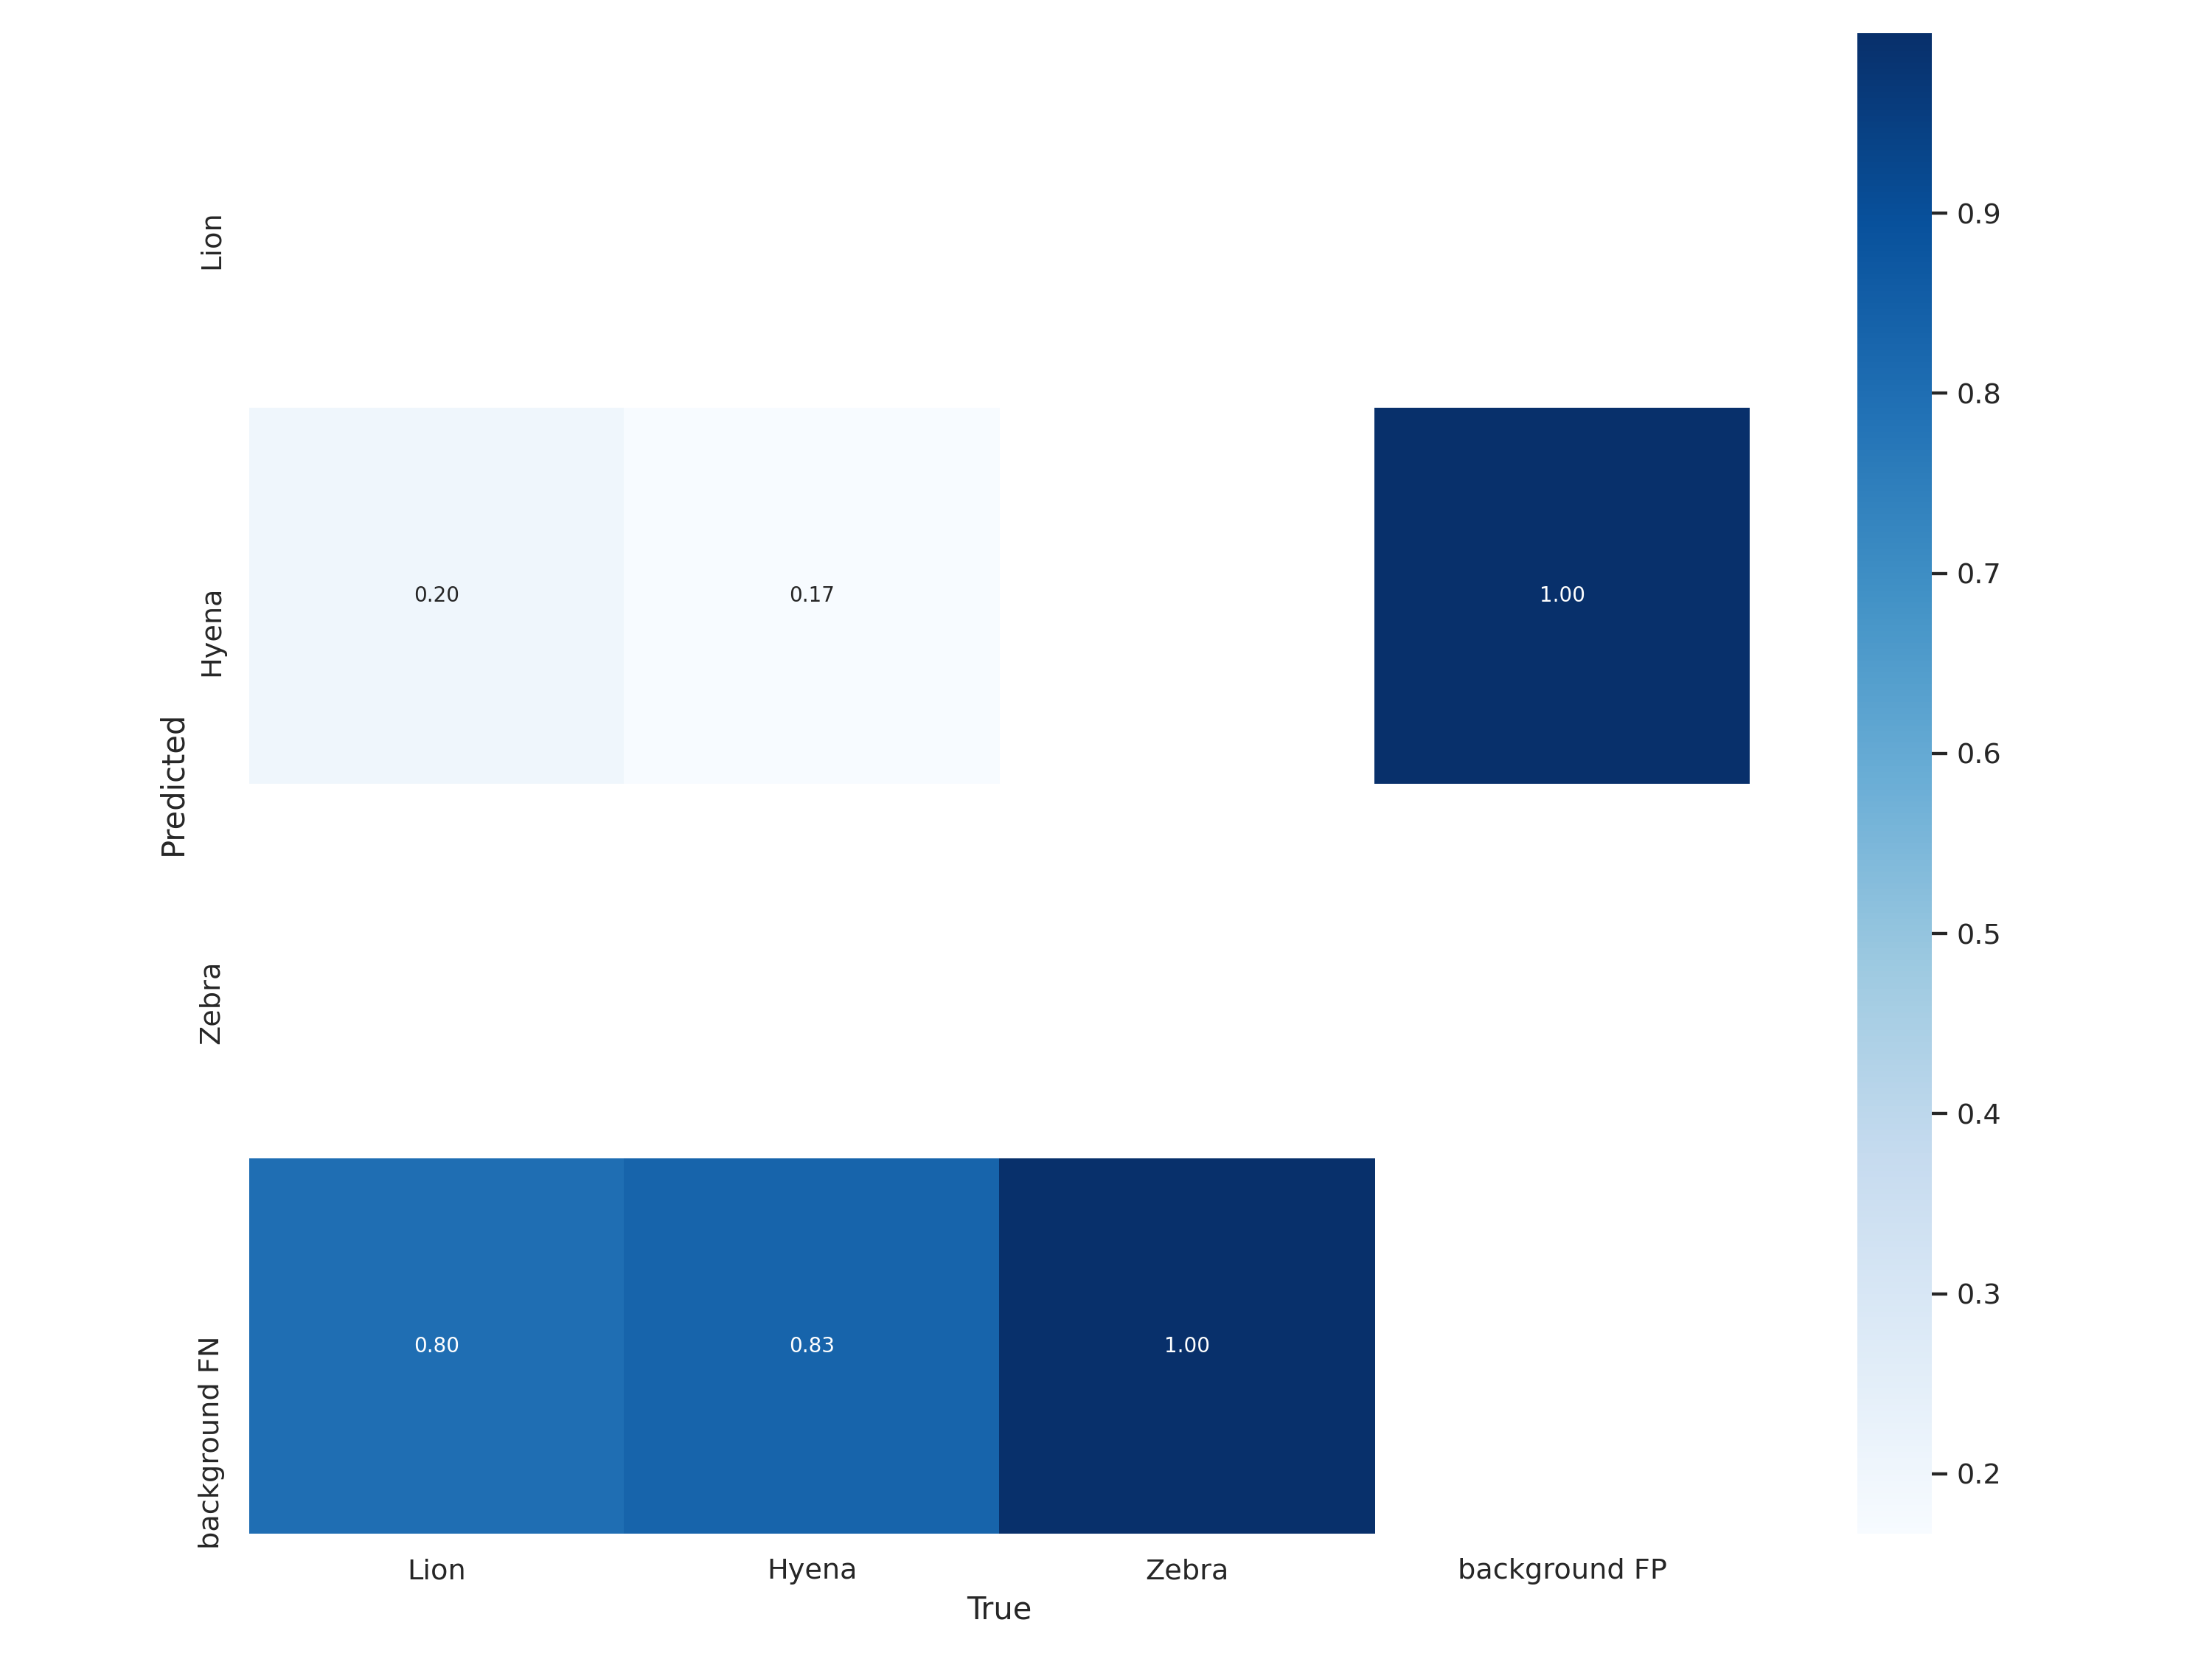 Predicted
Lion
Hyena
Zebra
background FN
0.20 0.17 1.00
0.80 0.83 1.00
Lion Hyena Zebra background FP
True
0.9
0.8
0.7
0.6
0.5
0.4
0.3
0.2